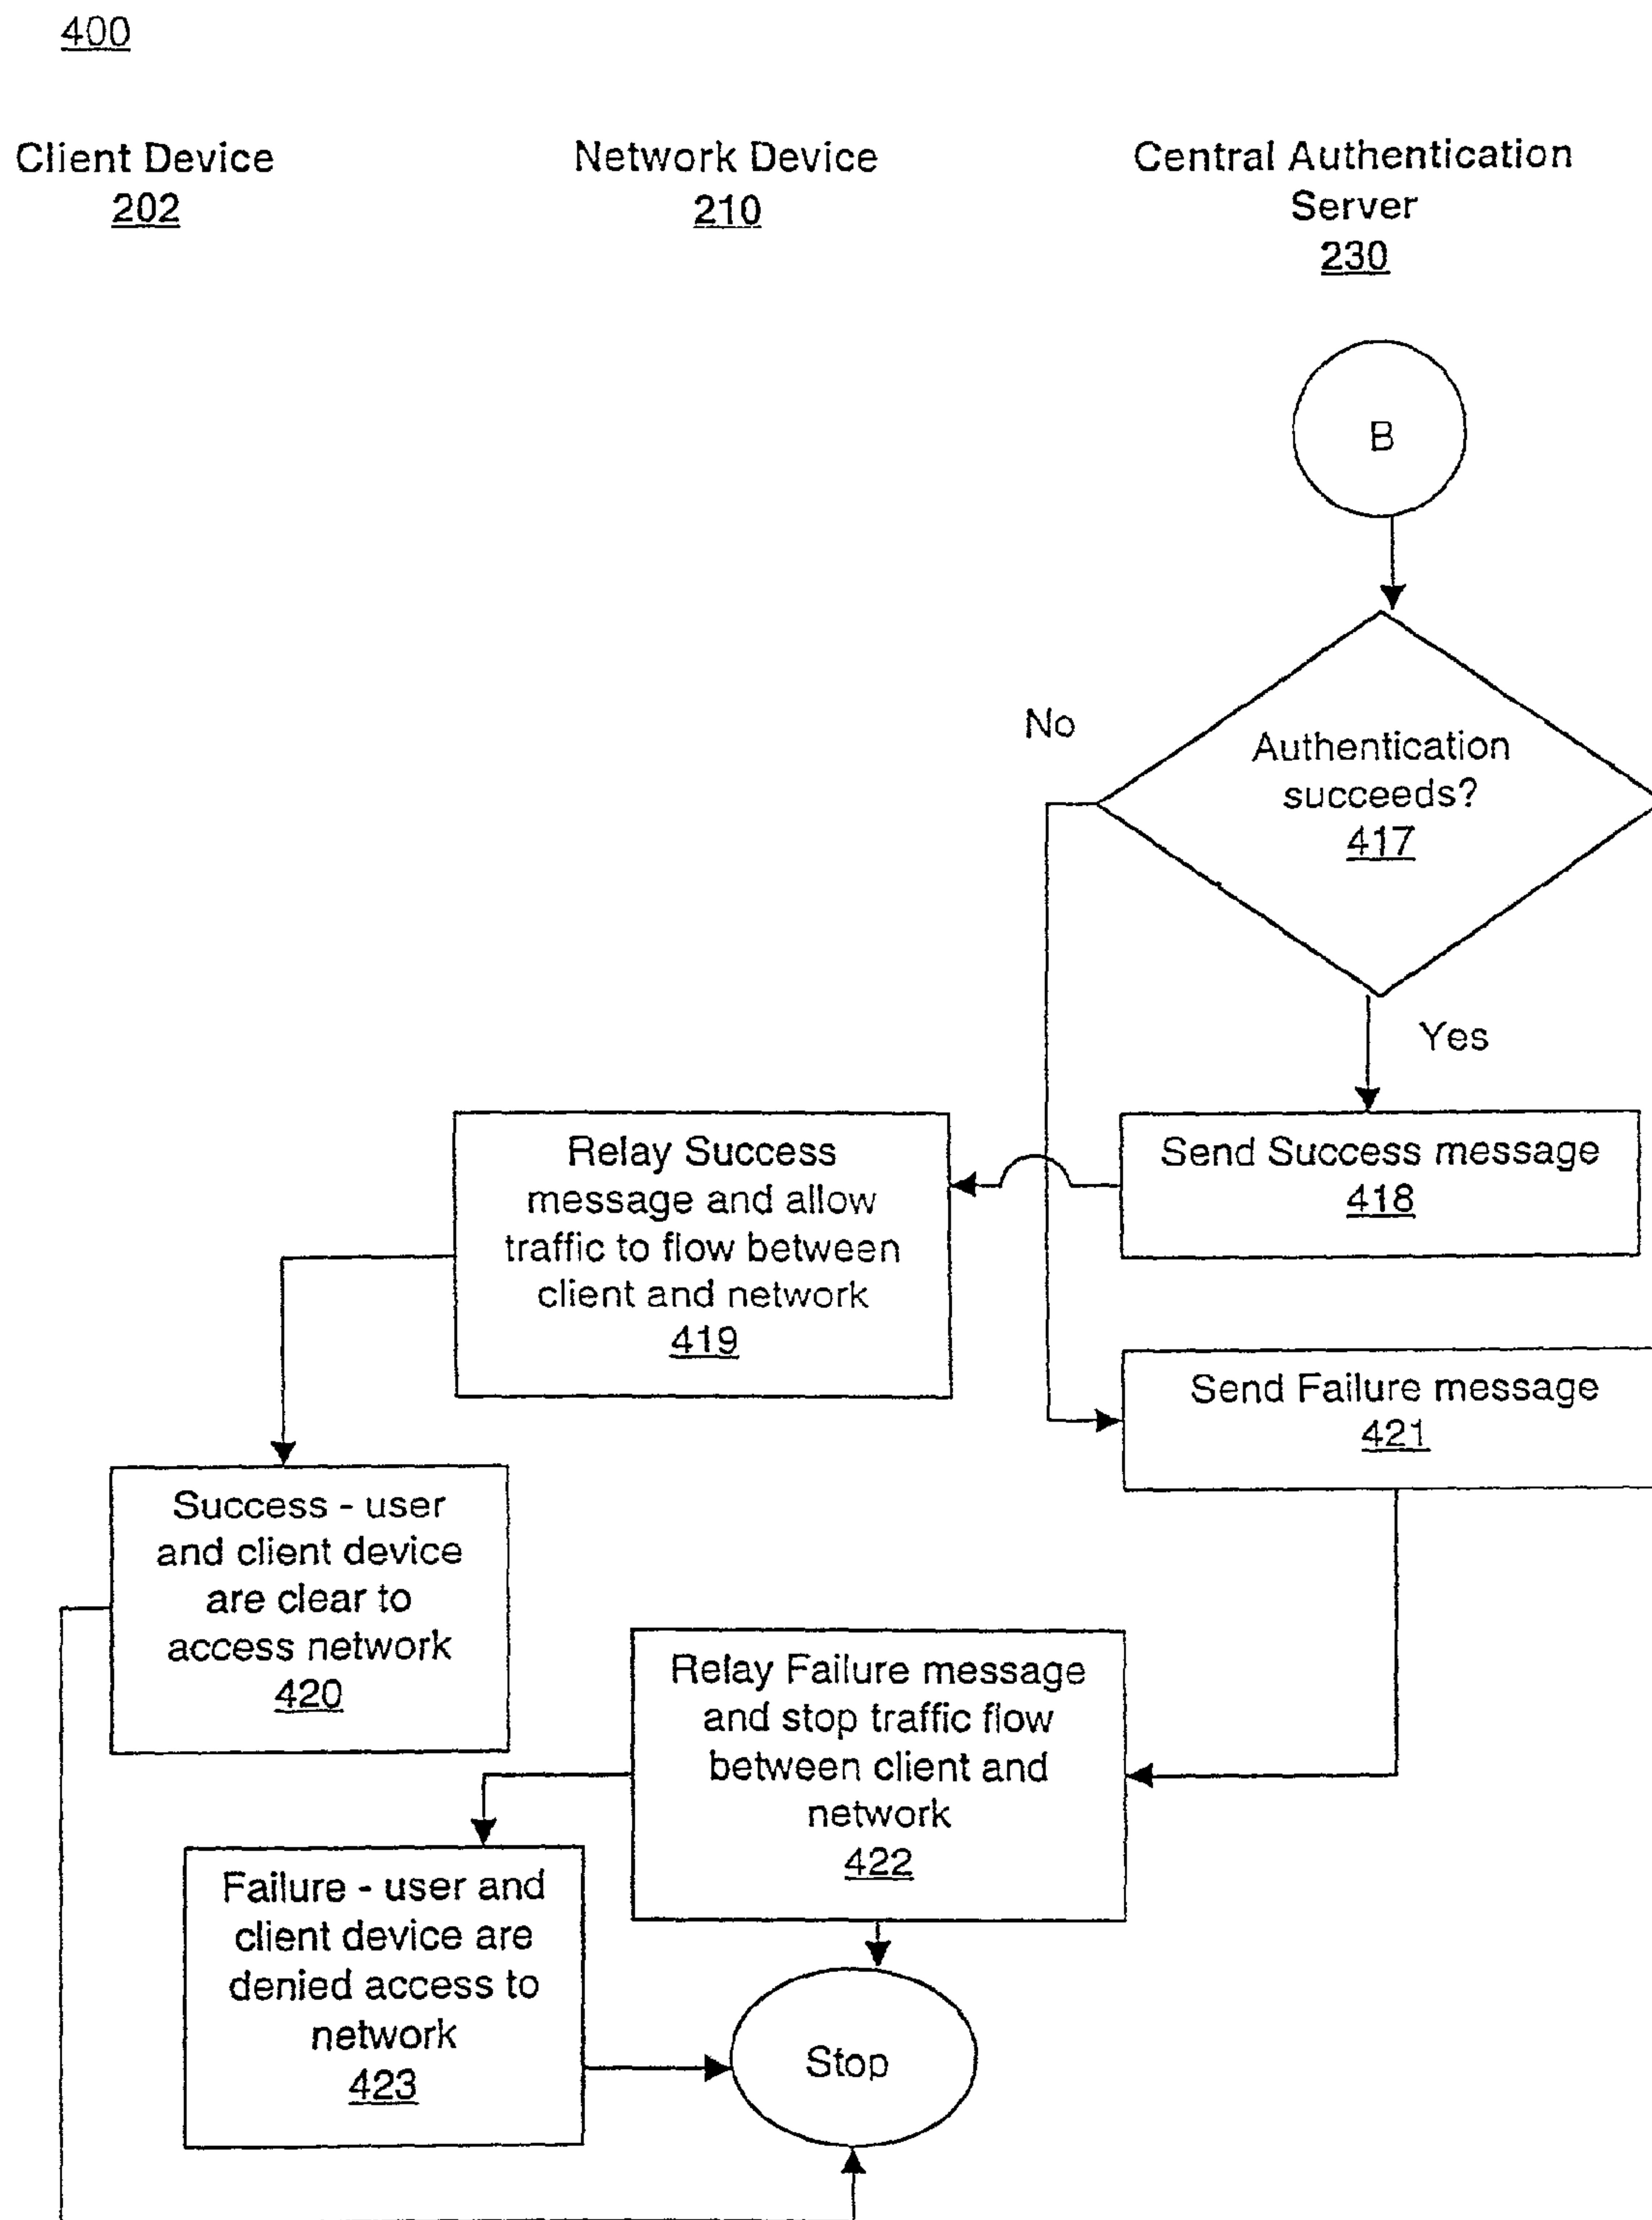 400
Client Device
202
Network Device
210
Central Authentication
Server
230
B
No
Authentication
succeeds?
417
Yes
Relay Success
message and allow
traffic to flow between
client and network
419
Send Success message
418
Send Failure message
421
Success - user
and client device
are clear to
access network
420
Relay Failure message
and stop traffic flow
between client and
network
422
Failure - user and
client device are
denied access to
network
423
Stop